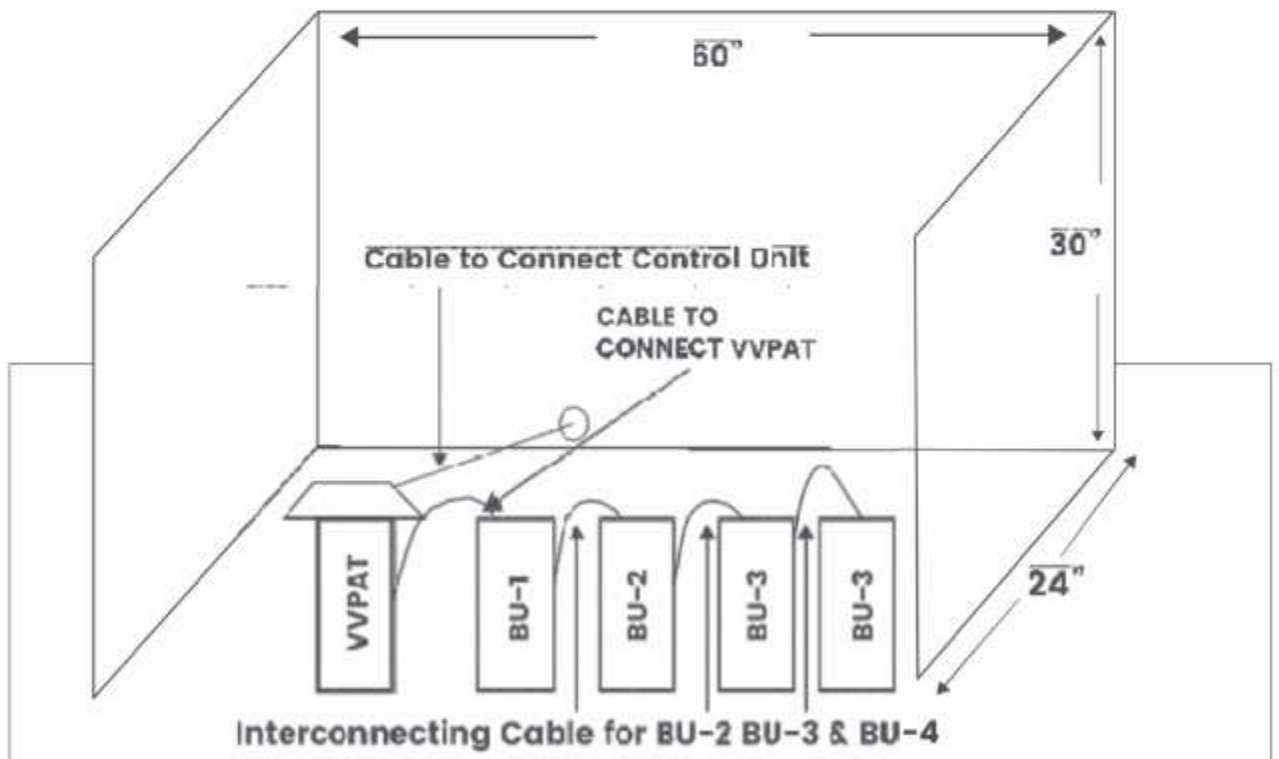 60"
30"
Cable to Connect Control Unit
CABLE TO
CONNECT VVPAT
24"
VVPAT
BU-1
BU-2
BU-3
BU-3
Interconnecting Cable for BU-2 BU-3 & BU-4